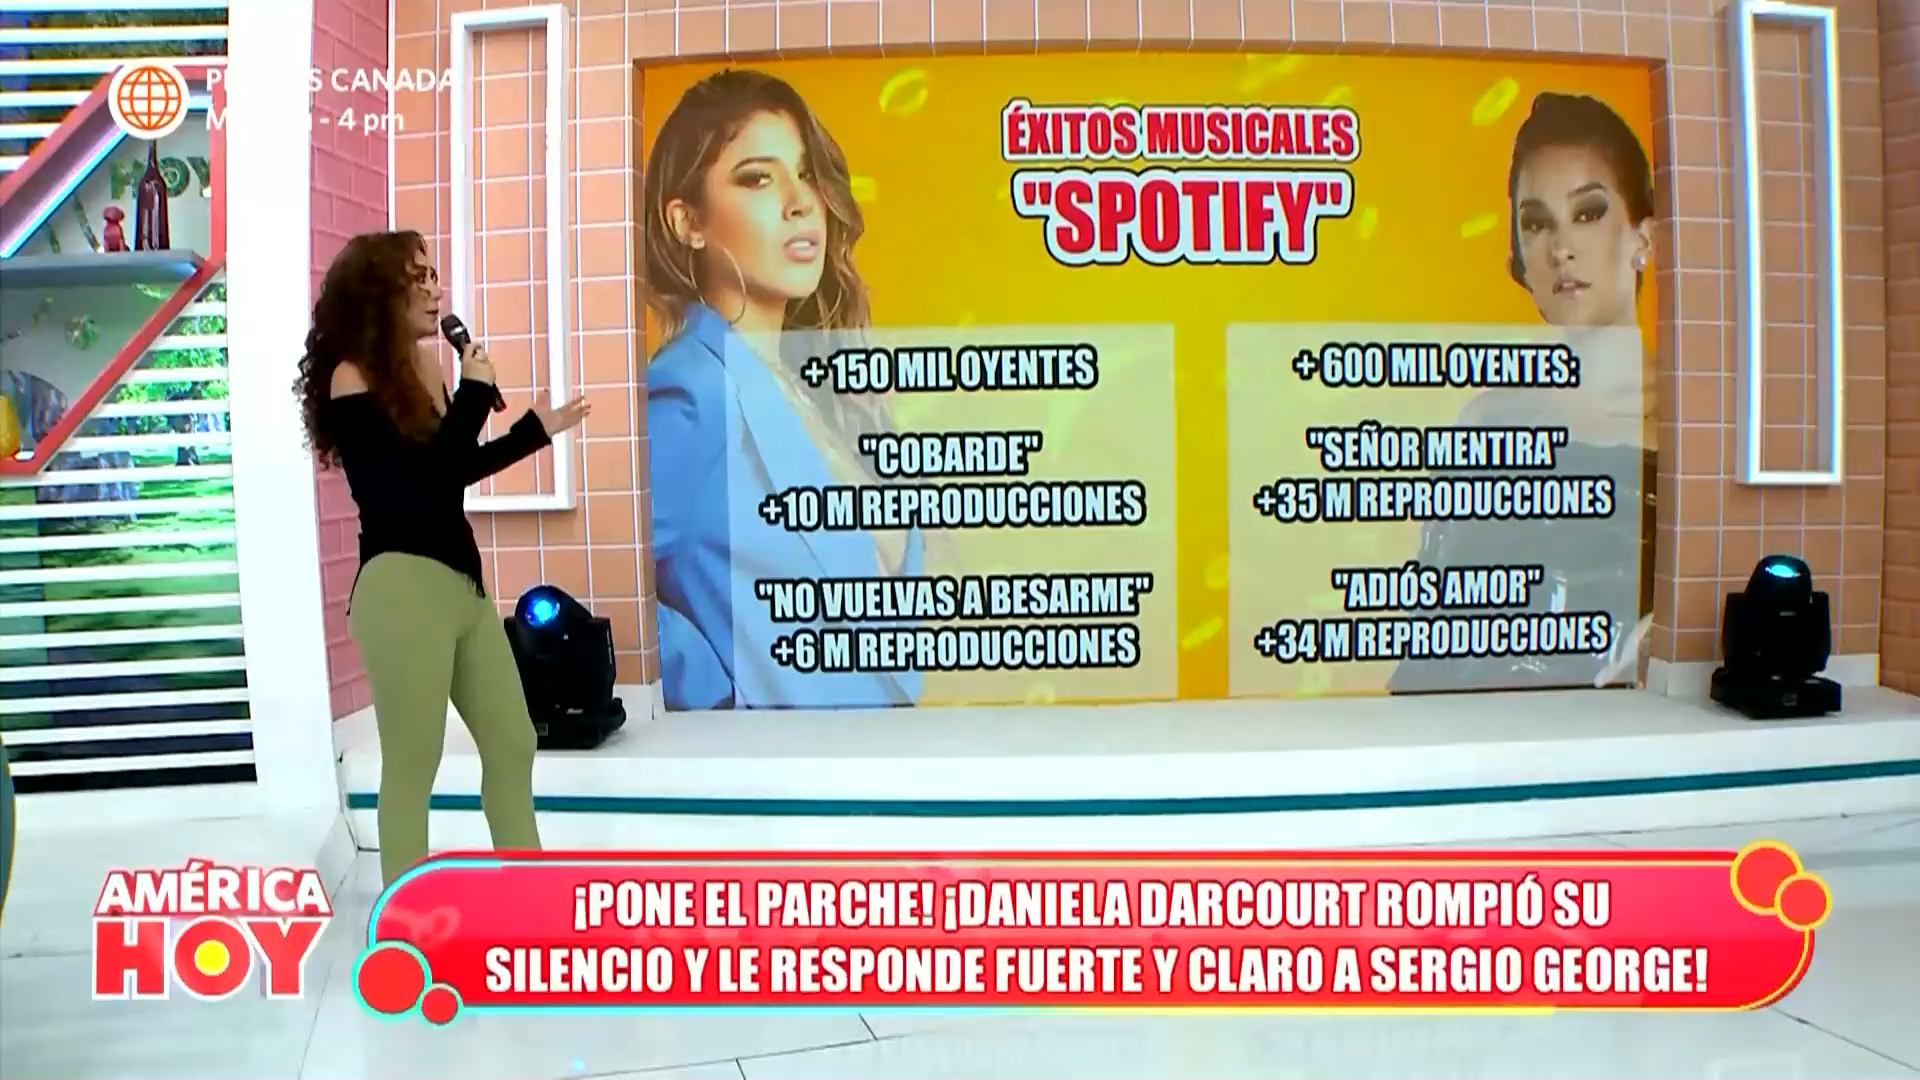 CANADA
- 4 pm
HOY
ÉXITOS MUSICALES
"SPOTIFY"
+ 150 MIL OYENTES
"COBARDE"
+10 M REPRODUCCIONES
"NO VUELVAS A BESARME"
+6 M REPRODUCCIONES
+ 600 MIL OYENTES:
"SEÑOR MENTIRA"
+35 M REPRODUCCIONES
"ADIÓS AMOR"
+34 M REPRODUCCIONES
AMÉRICA
HOY
¡PONE EL PARCHE! ¡DANIELA DARCOURT ROMPIÓ SU
SILENCIO Y LE RESPONDE FUERTE Y CLARO A SERGIO GEORGE!